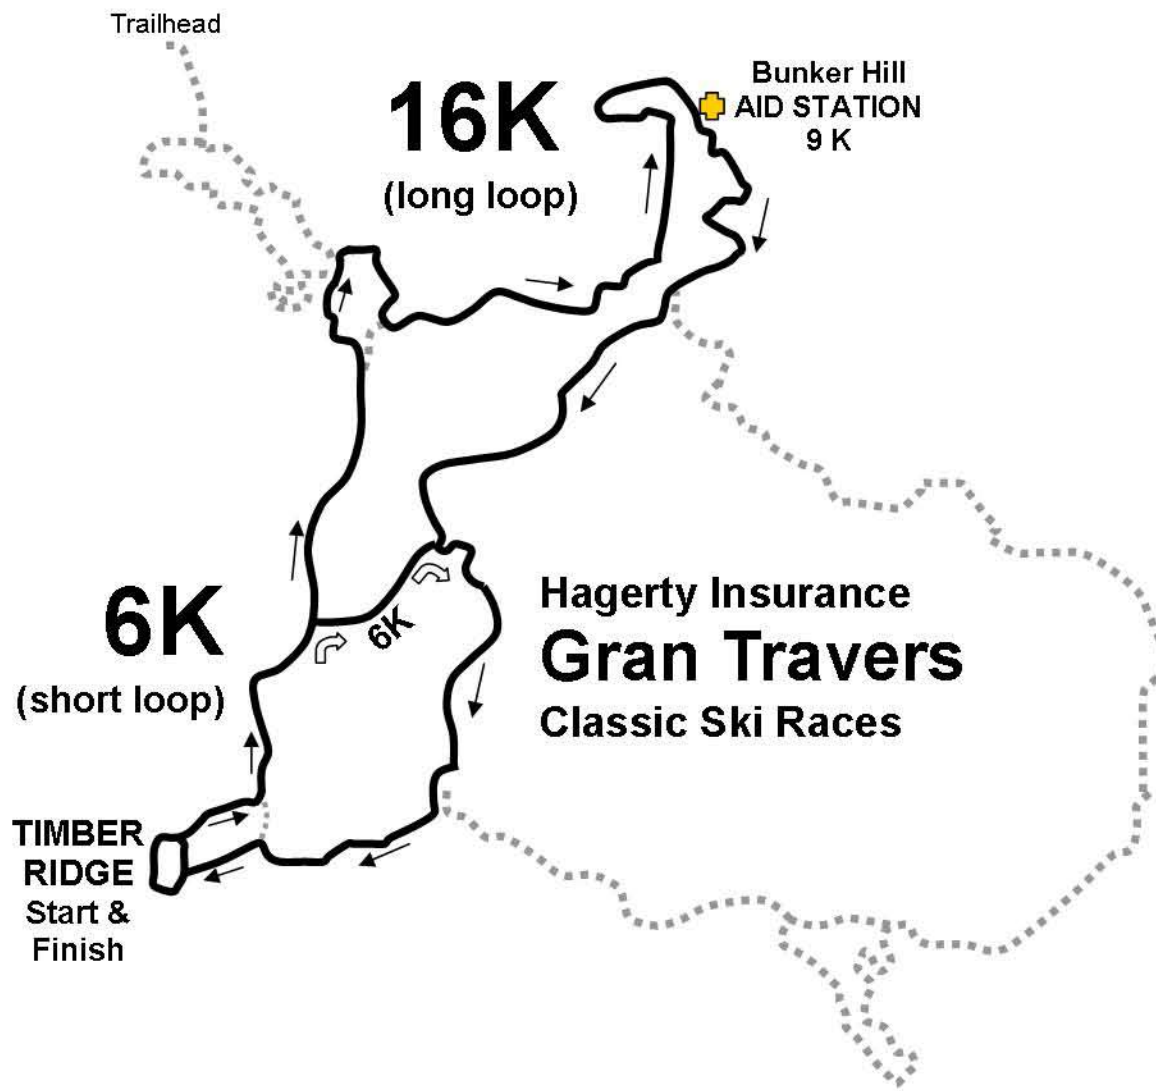 Trailhead
16K
(long loop)
Bunker Hill
AID STATION
9 K
6K
(short loop)
6K
Hagerty Insurance
Gran Travers
Classic Ski Races
TIMBER
RIDGE
Start &
Finish